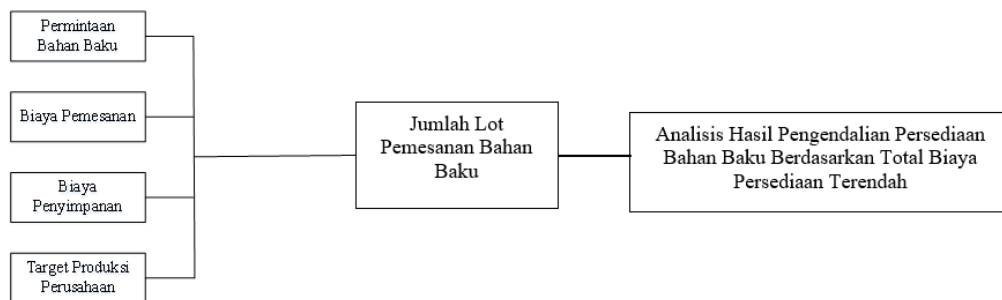 Permintaan
Bahan Baku
Biaya Pemesanan
Biaya
Penyimpanan
Target Produksi
Perusahaan
Jumlah Lot
Pemesanan Bahan
Baku
Analisis Hasil Pengendalian Persediaan
Bahan Baku Berdasarkan Total Biaya
Persediaan Terendah